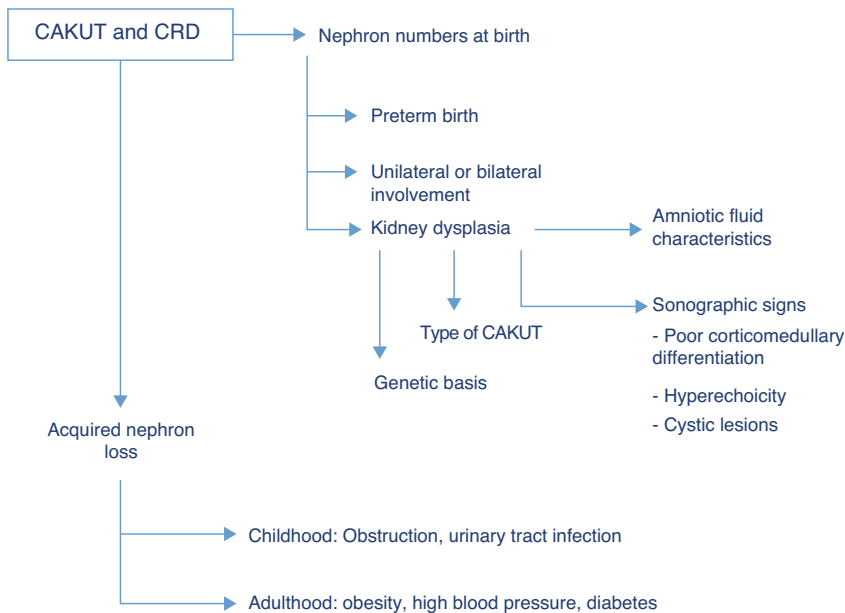 CAKUT and CRD
Nephron numbers at birth
Preterm birth
Unilateral or bilateral
involvement
Kidney dysplasia
Amniotic fluid
characteristics
Sonographic signs
- Poor corticomedullary
differentiation
- Hyperechoicity
- Cystic lesions
Type of CAKUT
Genetic basis
Acquired nephron
loss
Childhood: Obstruction, urinary tract infection
Adulthood: obesity, high blood pressure, diabetes